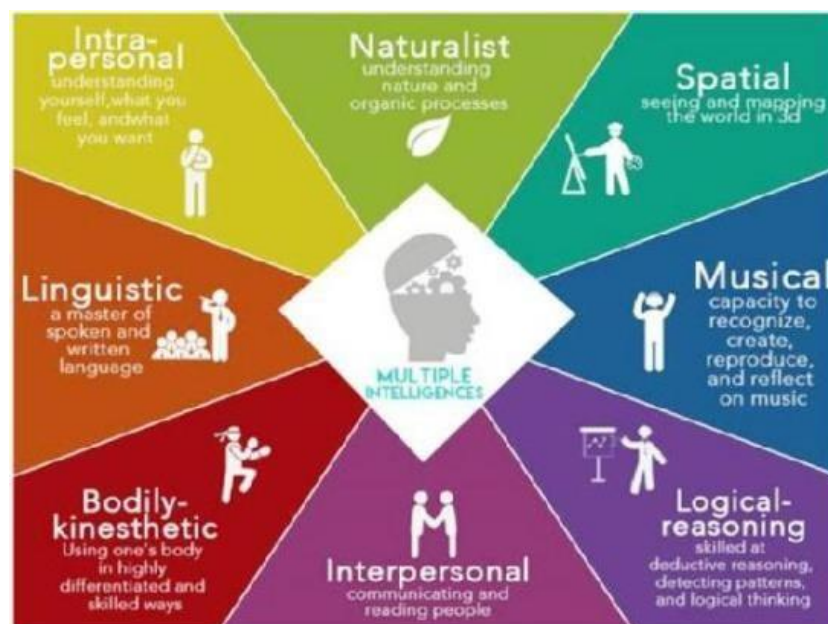 Intra-
personal
understanding
yourself,what you
feel, andwhat
you want
Naturalist
understanding
nature and
organic processes
Spatial
seeing and mapping
the world in 3d
Linguistic
a master of
spoken and
written
language
MULTIPLE
INTELLIGENCES
Musical
capacity to
recognize,
create,
reproduce,
and reflect
on music
Bodily-
kinesthetic
Using one's body
in highly
differentiated and
skilled ways
Interpersonal
communicating and
reading people
Logical-
reasoning
skilled at
deductive reasoning,
detecting patterns,
and logical thinking